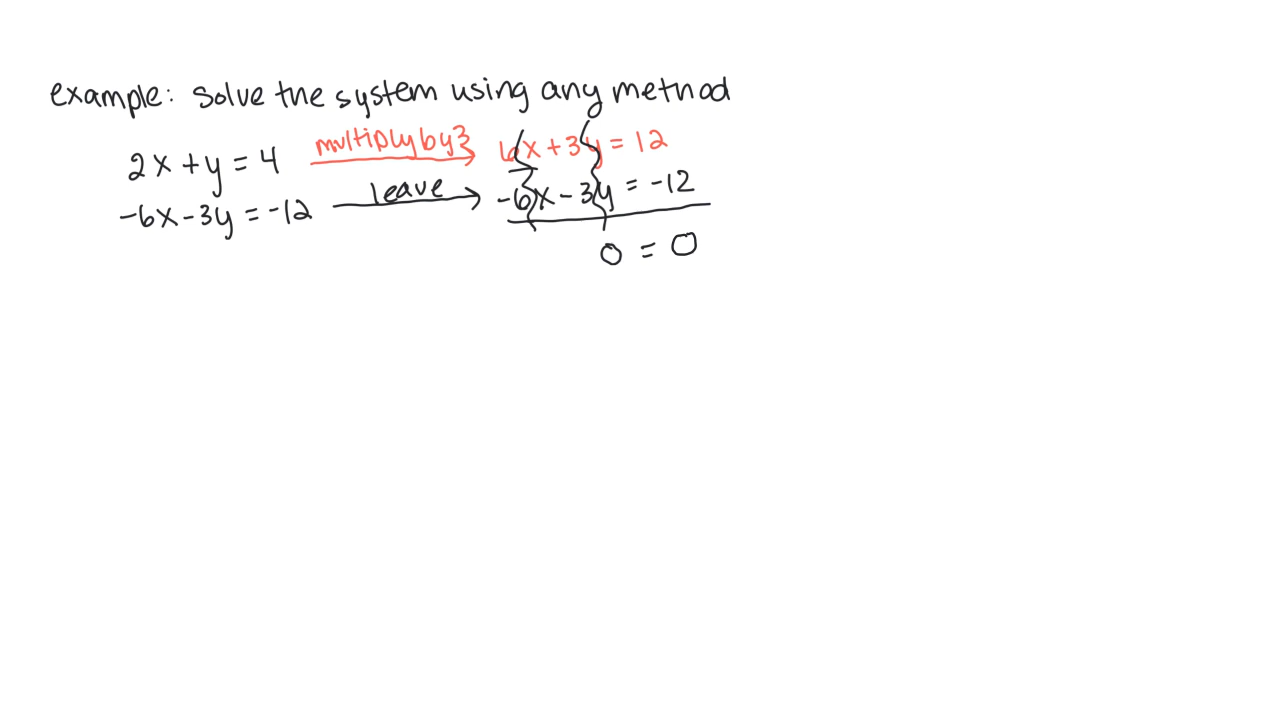 example: solve the system using any method
2x + y = 4 multiply by 3 6x + 3y = 12
-6x - 3y = -12 leave -6x - 3y = -12
0 = 0